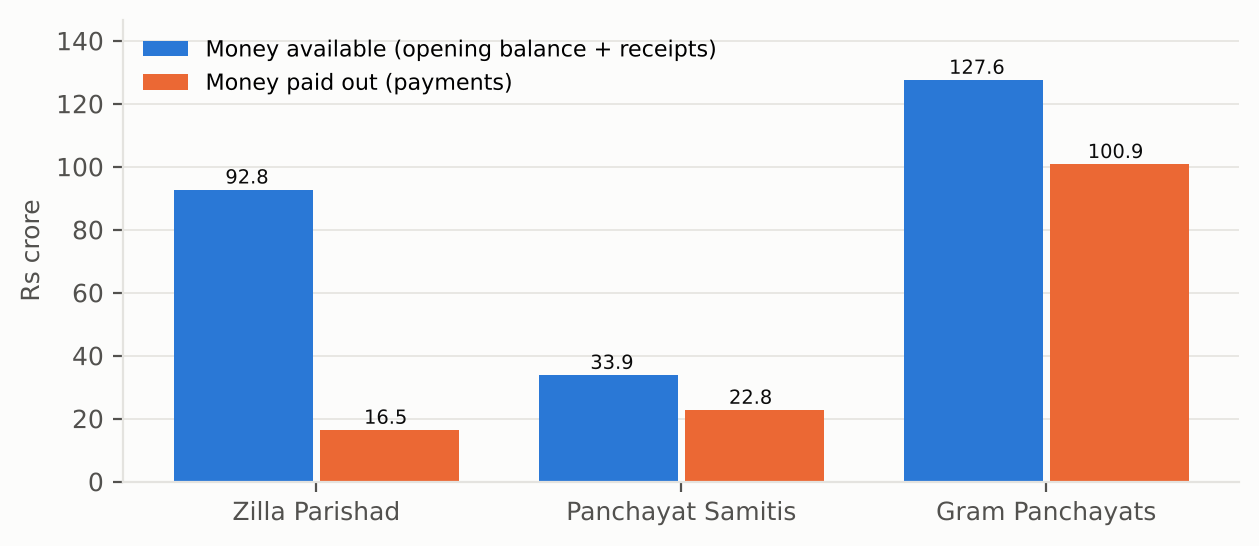 Money available (opening balance + receipts)
Money paid out (payments)
Rs crore
140
120
100
80
60
40
20
0
92.8
16.5
33.9
22.8
127.6
100.9
Zilla Parishad
Panchayat Samitis
Gram Panchayats